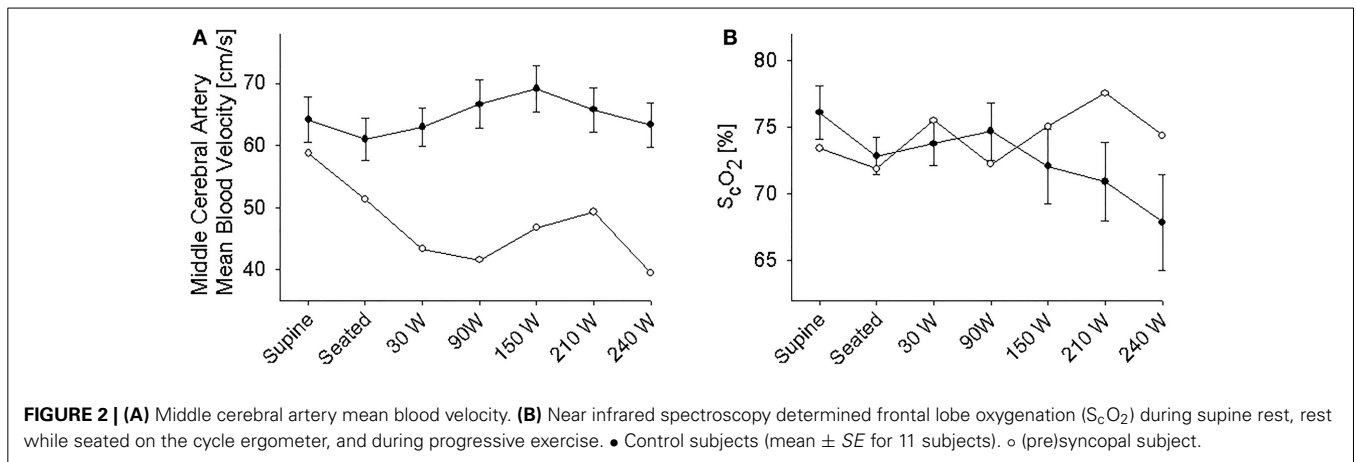 A
Middle Cerebral Artery
Mean Blood Velocity [cm/s]
70
60
50
40
Supine
Seated
30 W
90W
150 W
210 W
240 W
B
ScO2 [%]
80
75
70
65
Supine
Seated
30 W
90W
150 W
210 W
240 W
FIGURE 2 | (A) Middle cerebral artery mean blood velocity. (B) Near infrared spectroscopy determined frontal lobe oxygenation (ScO2) during supine rest, rest
while seated on the cycle ergometer, and during progressive exercise. • Control subjects (mean ± SE for 11 subjects). ○ (pre)syncopal subject.